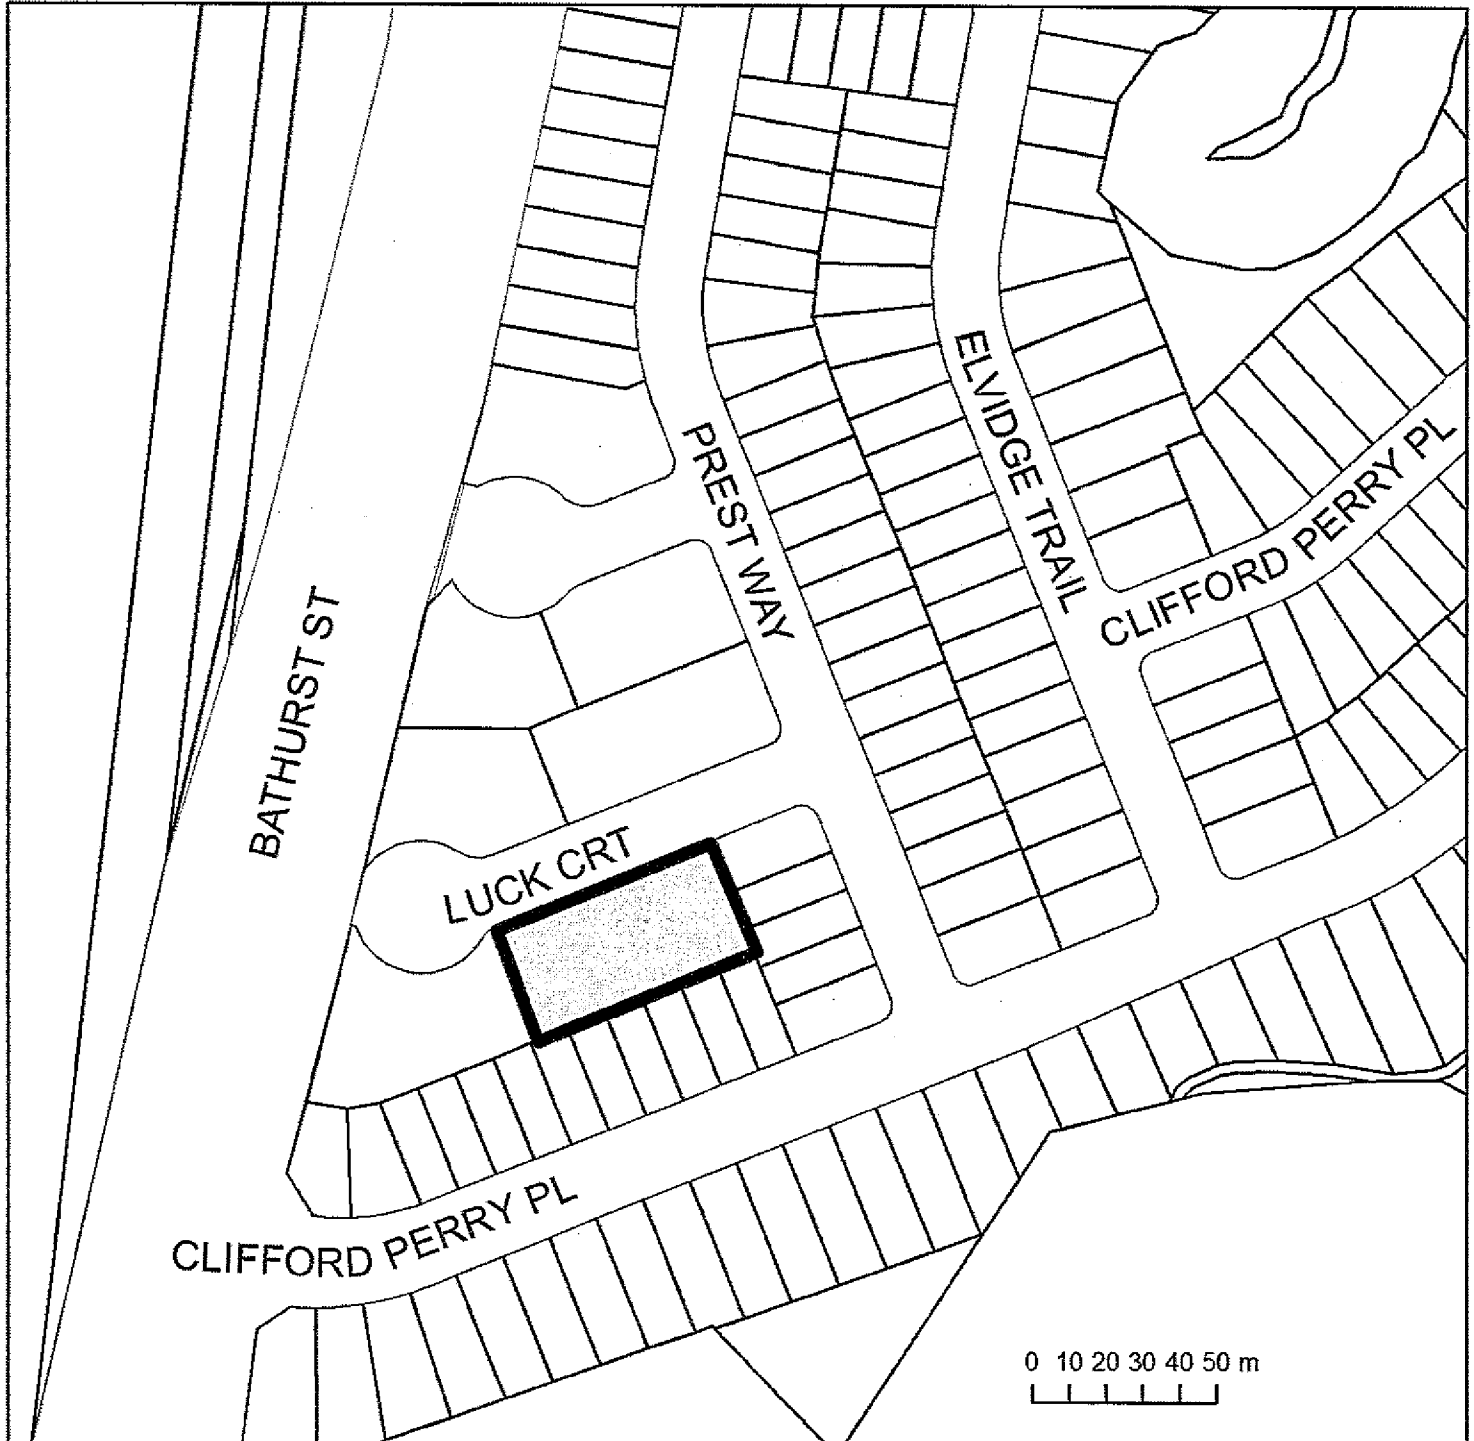 PREST WAY
ELVIDGE TRAIL
CLIFFORD PERRY PL
BATHURST ST
LUCK CRT
CLIFFORD PERRY PL
0 10 20 30 40 50 m